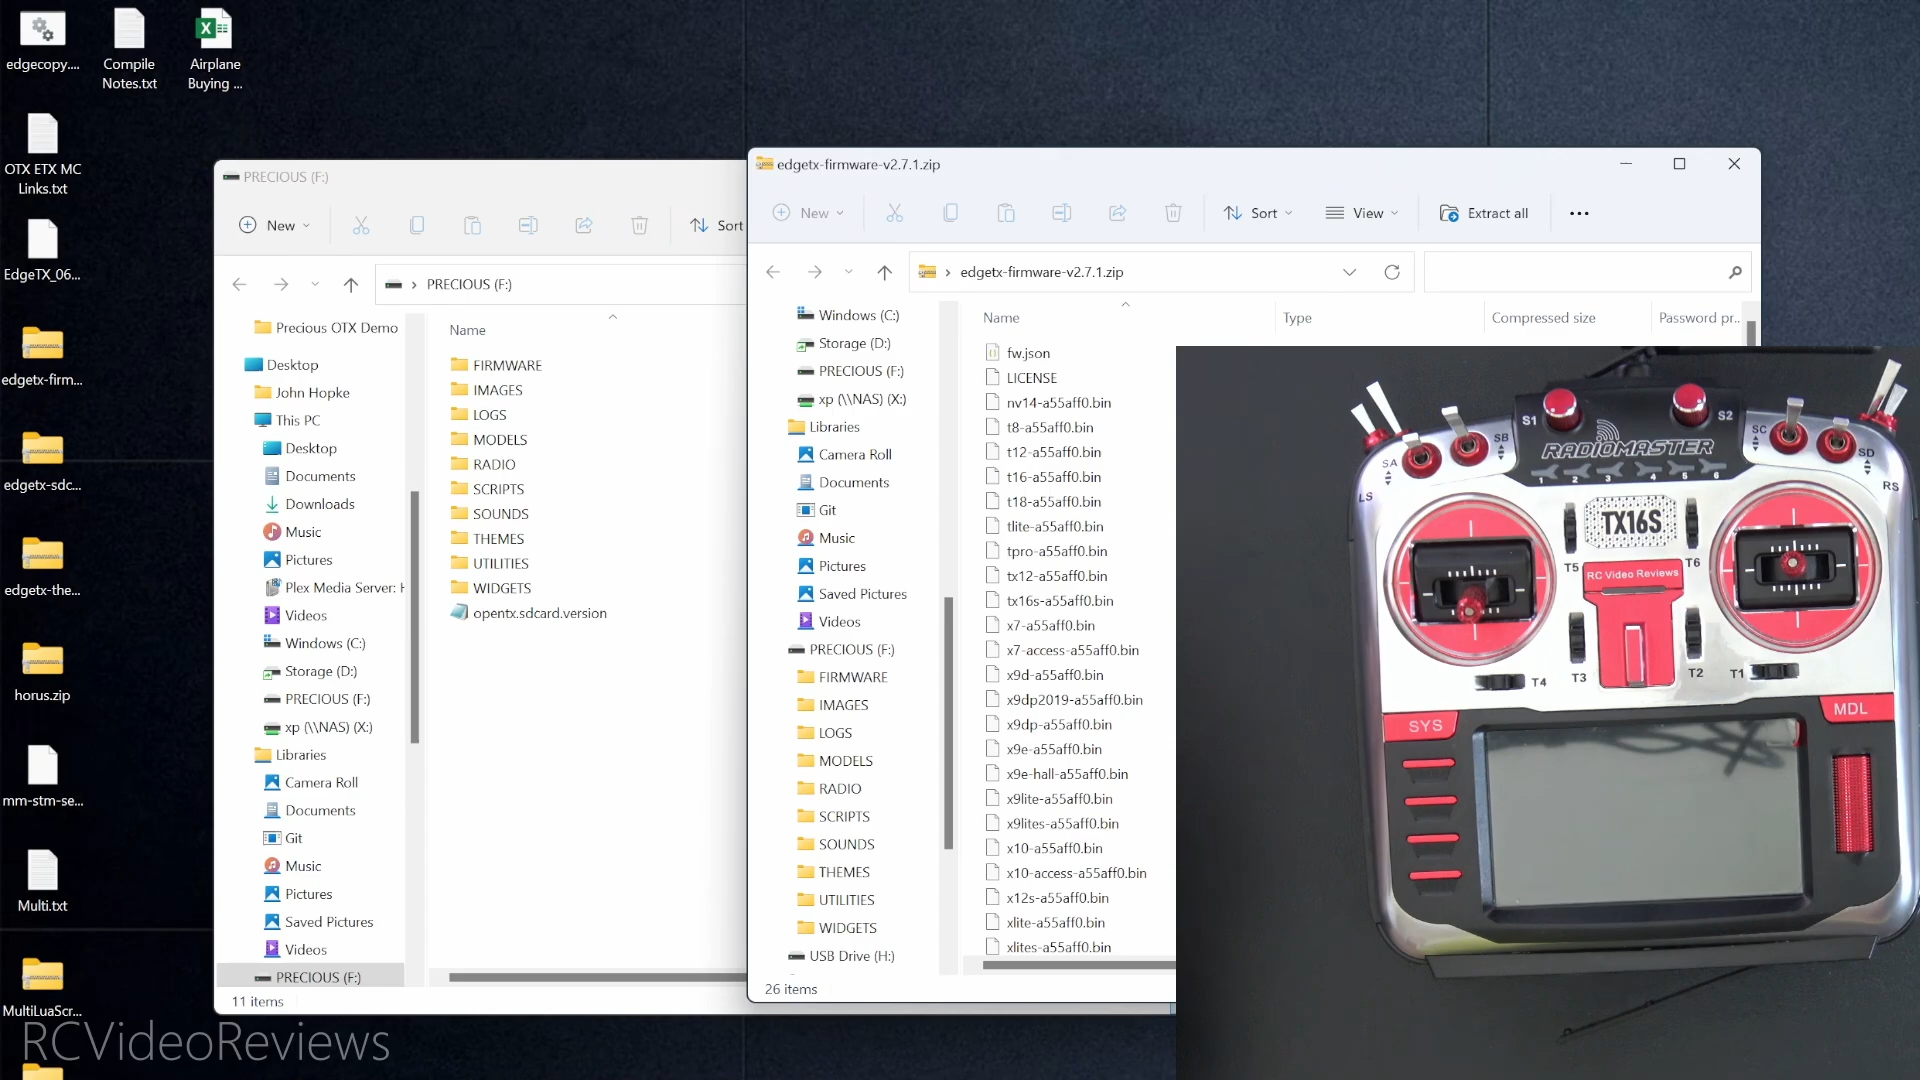 edgecopy....
Compile
Notes.txt
Airplane
Buying ...
OTX ETX MC
Links.txt
EdgeTX_06...
edgetx-firm...
edgetx-sdc...
edgetx-the...
horus.zip
mm-stm-se...
Multi.txt
MultiLuaScr...
RCVideoReviews
PRECIOUS (F:)
New
Sort
PRECIOUS (F:)
Precious OTX Demo
Desktop
John Hopke
This PC
Desktop
Documents
Downloads
Music
Pictures
Plex Media Server: H
Videos
Windows (C:)
Storage (D:)
PRECIOUS (F:)
xp (\\NAS) (X:)
Libraries
Camera Roll
Documents
Git
Music
Pictures
Saved Pictures
Videos
PRECIOUS (F:)
Name
FIRMWARE
IMAGES
LOGS
MODELS
RADIO
SCRIPTS
SOUNDS
THEMES
UTILITIES
WIDGETS
opentx.sdcard.version
11 items
edgetx-firmware-v2.7.1.zip
New
Sort
View
Extract all
edgetx-firmware-v2.7.1.zip
Windows (C:)
Storage (D:)
PRECIOUS (F:)
xp (\\NAS) (X:)
Libraries
Camera Roll
Documents
Git
Music
Pictures
Saved Pictures
Videos
PRECIOUS (F:)
FIRMWARE
IMAGES
LOGS
MODELS
RADIO
SCRIPTS
SOUNDS
THEMES
UTILITIES
WIDGETS
USB Drive (H:)
Name
Type
Compressed size
Password pr...
fw.json
LICENSE
nv14-a55aff0.bin
t8-a55aff0.bin
t12-a55aff0.bin
t16-a55aff0.bin
t18-a55aff0.bin
tlite-a55aff0.bin
tpro-a55aff0.bin
tx12-a55aff0.bin
tx16s-a55aff0.bin
x7-a55aff0.bin
x7-access-a55aff0.bin
x9d-a55aff0.bin
x9dp2019-a55aff0.bin
x9dp-a55aff0.bin
x9e-a55aff0.bin
x9e-hall-a55aff0.bin
x9lite-a55aff0.bin
x9lites-a55aff0.bin
x10-a55aff0.bin
x10-access-a55aff0.bin
x12s-a55aff0.bin
xlite-a55aff0.bin
xlites-a55aff0.bin
26 items
S1
S2
RADIOMASTER
1 2 3 4 5 6
SA
SB
SC
SD
LS
RS
TX16S
RC Video Reviews
T5
T6
T4
T3
T2
T1
SYS
MDL